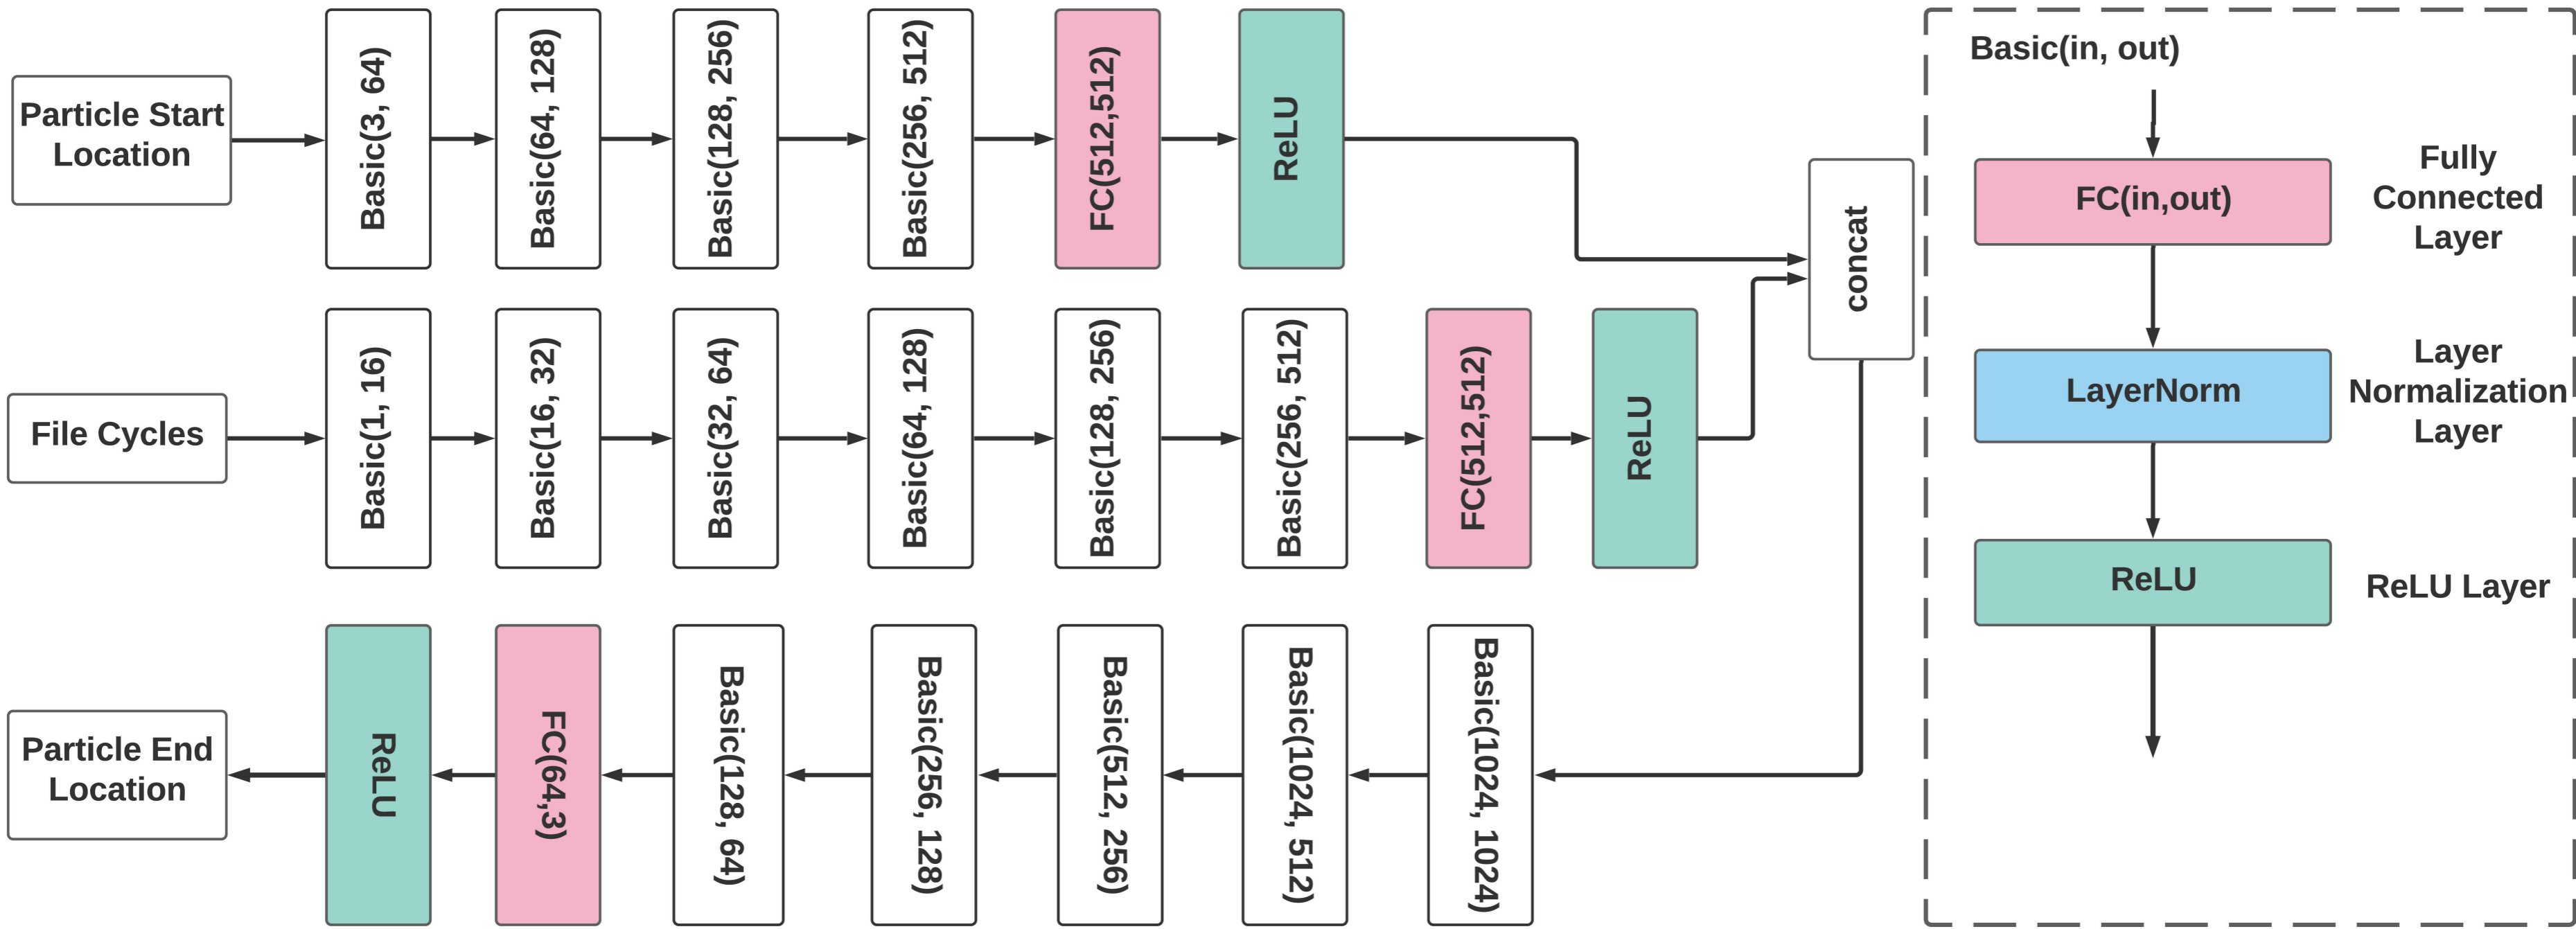 Particle Start
Location
Basic(3, 64)
Basic(64, 128)
Basic(128, 256)
Basic(256, 512)
FC(512,512)
ReLU
File Cycles
Basic(1, 16)
Basic(16, 32)
Basic(32, 64)
Basic(64, 128)
Basic(128, 256)
Basic(256, 512)
FC(512,512)
ReLU
concat
Particle End
Location
ReLU
FC(64,3)
Basic(128, 64)
Basic(256, 128)
Basic(512, 256)
Basic(1024, 512)
Basic(1024, 1024)
Basic(in, out)
FC(in,out)
Fully
Connected
Layer
LayerNorm
Layer
Normalization
Layer
ReLU
ReLU Layer